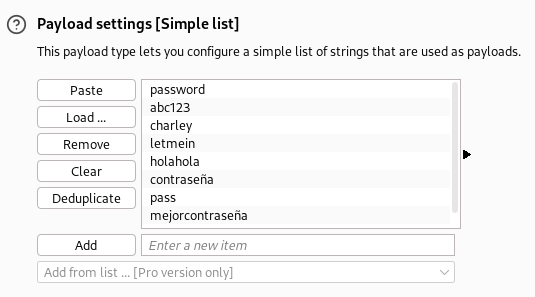 Payload settings [Simple list]
This payload type lets you configure a simple list of strings that are used as payloads.
Paste
Load ...
Remove
Clear
Deduplicate
password
abc123
charley
letmein
holahola
contraseña
pass
mejorcontraseña
Add
Enter a new item
Add from list ... [Pro version only]